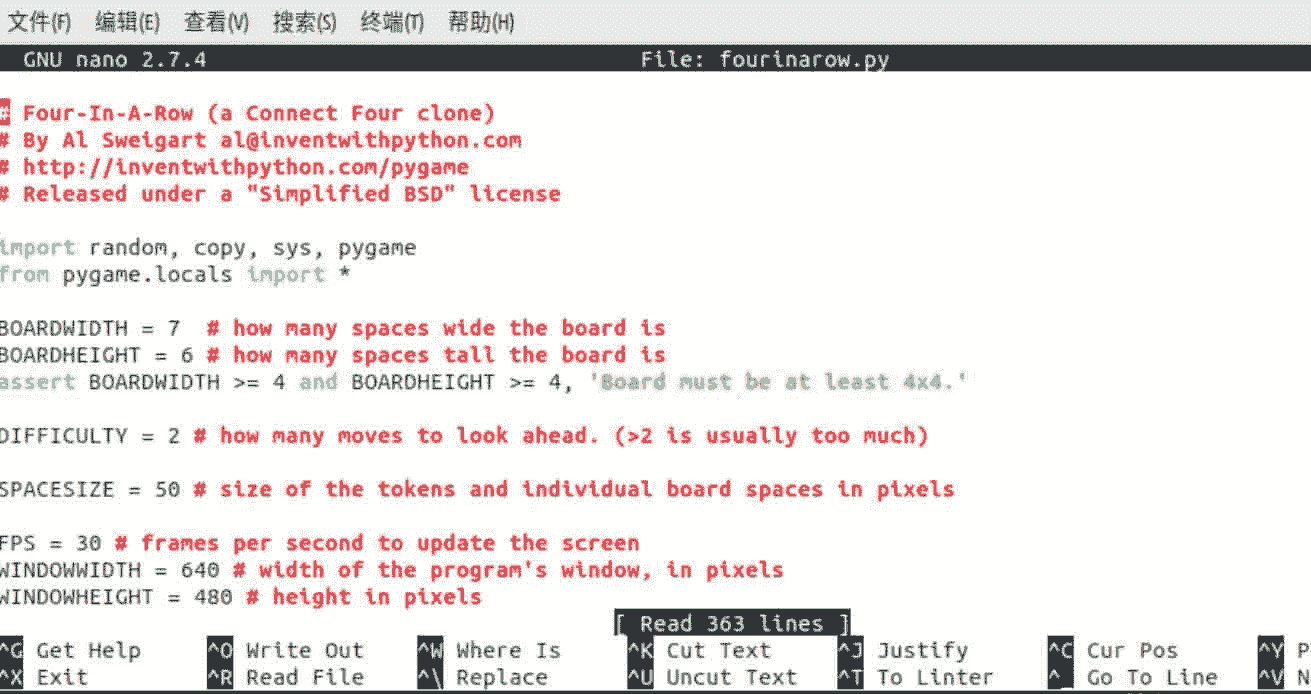 文件(F) 编辑(E) 查看(V) 搜索(S) 终端(T) 帮助(H)
GNU nano 2.7.4 File: fourinarow.py
# Four-In-A-Row (a Connect Four clone)
# By Al Sweigart al@inventwithpython.com
# http://inventwithpython.com/pygame
# Released under a "Simplified BSD" license
import random, copy, sys, pygame
from pygame.locals import *
BOARDWIDTH = 7  # how many spaces wide the board is
BOARDHEIGHT = 6 # how many spaces tall the board is
assert BOARDWIDTH >= 4 and BOARDHEIGHT >= 4, 'Board must be at least 4x4.'
DIFFICULTY = 2 # how many moves to look ahead. (>2 is usually too much)
SPACESIZE = 50 # size of the tokens and individual board spaces in pixels
FPS = 30 # frames per second to update the screen
WINDOWWIDTH = 640 # width of the program's window, in pixels
WINDOWHEIGHT = 480 # height in pixels
[ Read 363 lines ]
^G Get Help ^O Write Out ^W Where Is ^K Cut Text ^J Justify ^C Cur Pos ^Y P
^X Exit ^R Read File ^\ Replace ^U Uncut Text ^T To Linter ^_ Go To Line ^V N